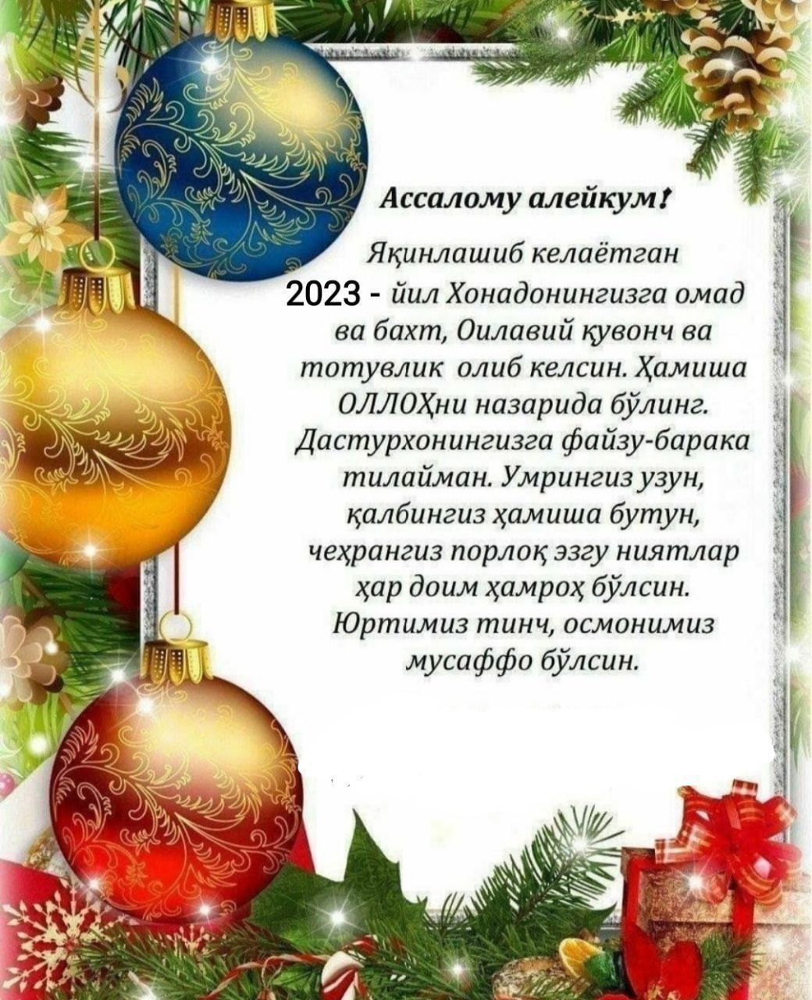 Ассалому алейкум!
Яқинлашиб келаётган
2023 - йил Хонадонингизга омад
ва бахт, Оилавий қувонч ва
тотувлик олиб келсин. Ҳамиша
ОЛЛОҲни назарида бўлинг.
Дастурхонингизга файзу-барака
тилайман. Умрингиз узун,
қалбингиз ҳамиша бутун,
чеҳрангиз порлоқ эзгу ниятлар
ҳар доим ҳамроҳ бўлсин.
Юртимиз тинч, осмонимиз
мусаффо бўлсин.